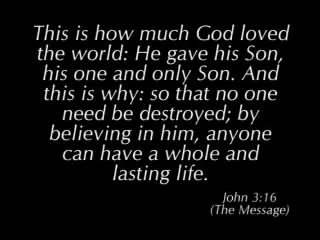 This is how much God loved
the world: He gave his Son,
his one and only Son. And
this is why: so that no one
need be destroyed; by
believing in him, anyone
can have a whole and
lasting life.
John 3:16
(The Message)